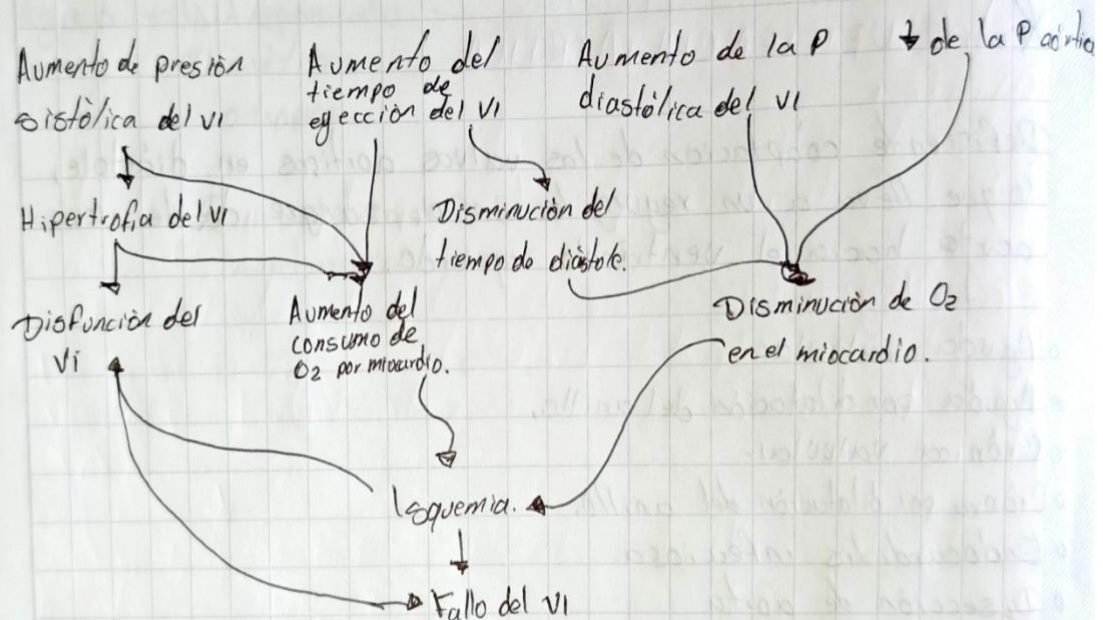 Aumento de presión
sistólica del VI
Aumento del
tiempo de
eyección del VI
Aumento de la P
diastólica del VI
↓ de la P aórtica
Hipertrofia del VI
Disminución del
tiempo de diástole.
Disfunción del
VI
Aumento del
consumo de
O2 por miocardio.
Disminución de O2
en el miocardio.
Isquemia.
Fallo del VI